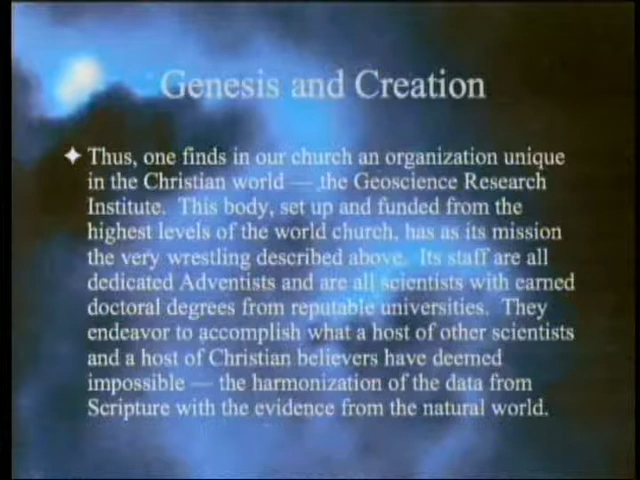 Genesis and Creation
Thus, one finds in our church an organization unique
in the Christian world — the Geoscience Research
Institute. This body, set up and funded from the
highest levels of the world church, has as its mission
the very wrestling described above. Its staff are all
dedicated Adventists and are all scientists with earned
doctoral degrees from reputable universities. They
endeavor to accomplish what a host of other scientists
and a host of Christian believers have deemed
impossible — the harmonization of the data from
Scripture with the evidence from the natural world.